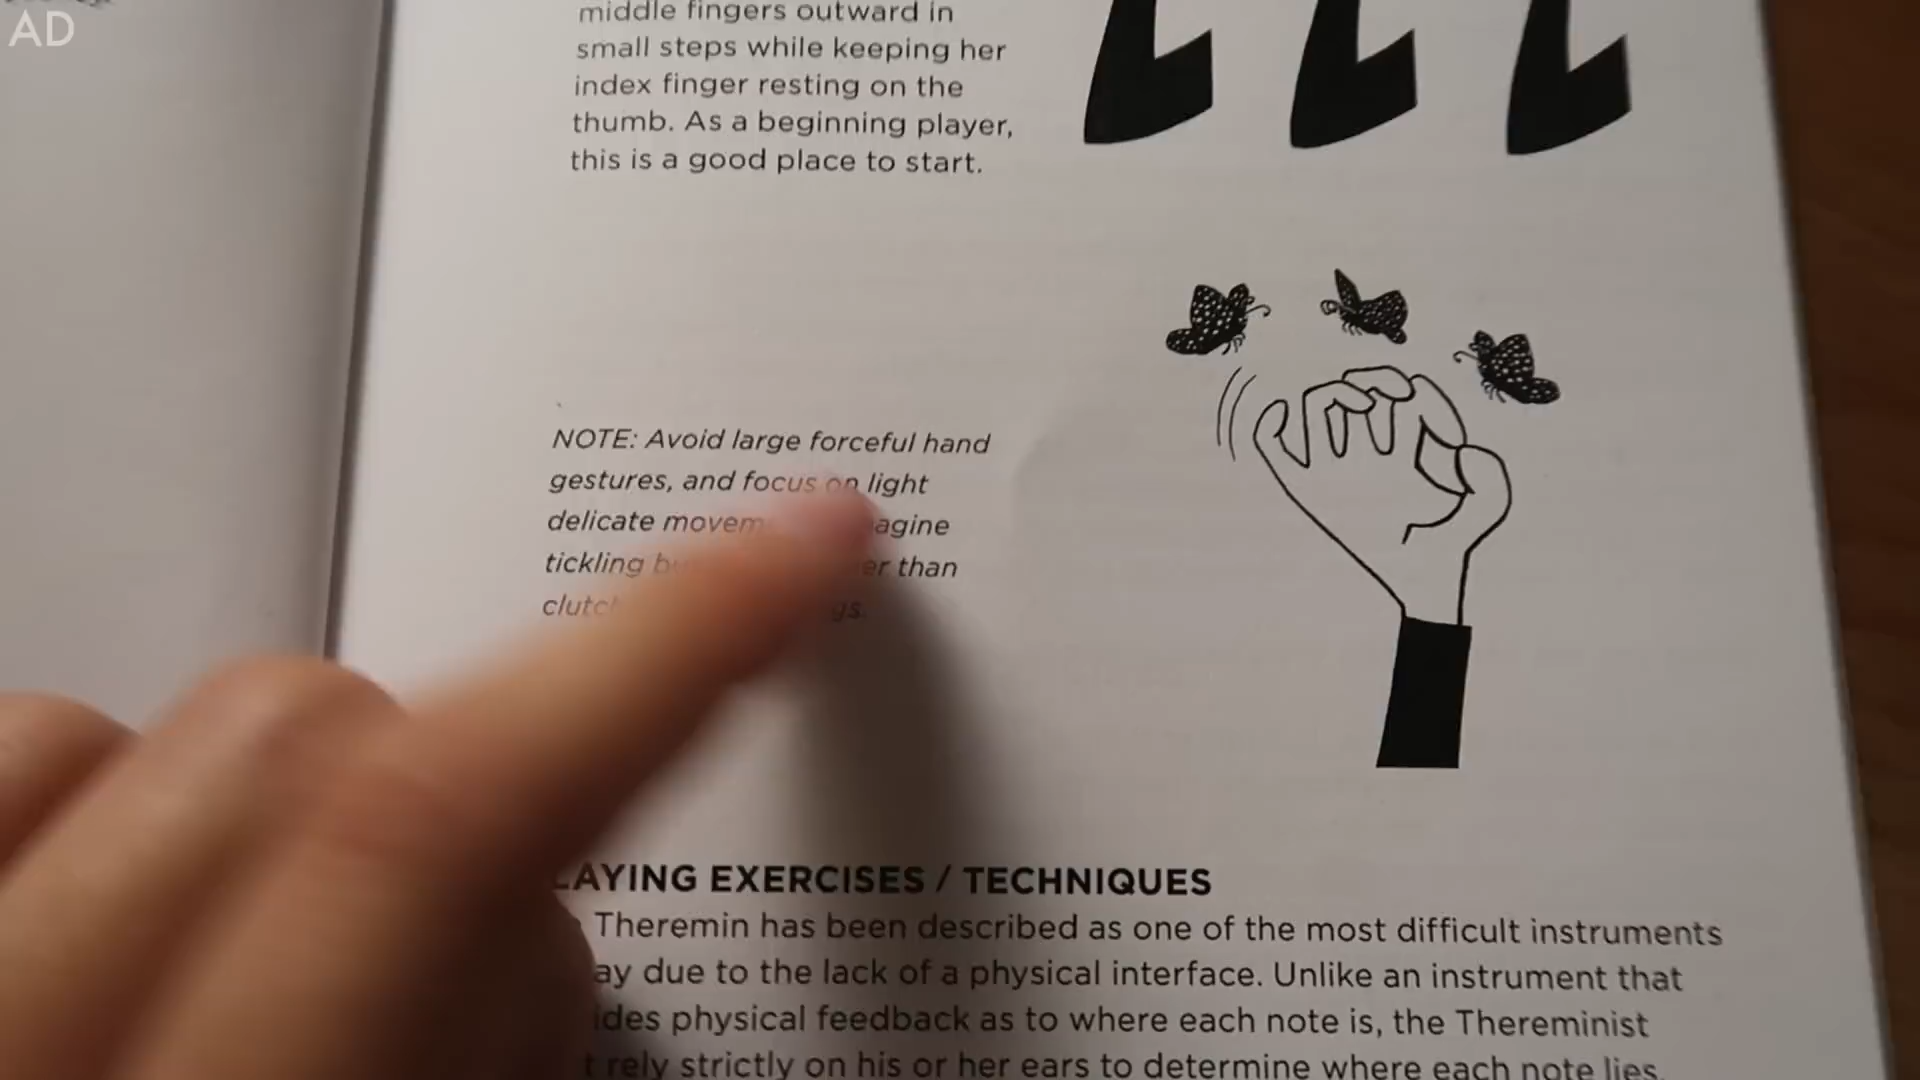 AD
middle fingers outward in
small steps while keeping her
index finger resting on the
thumb. As a beginning player,
this is a good place to start.
NOTE: Avoid large forceful hand
gestures, and focus on light
delicate
tickling than
PLAYING EXERCISES / TECHNIQUES
Theremin has been described as one of the most difficult instruments
due to the lack of a physical interface. Unlike an instrument that
physical feedback as to where each note is, the Thereminist
rely strictly on his or her ears to determine where each note lies.